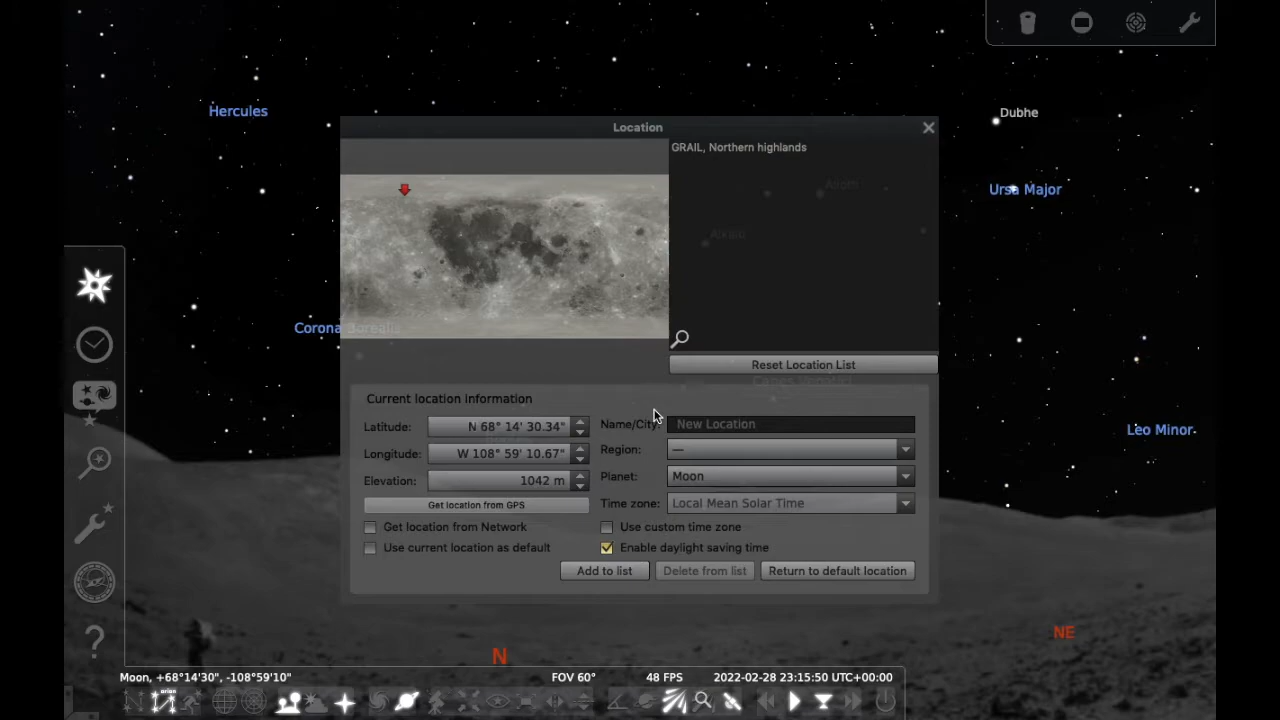 Hercules
Dubhe
Location
GRAIL, Northern highlands
Alioth
Ursa Major
Alkaid
Corona Borealis
Reset Location List
Canes Venatici
Current location information
Latitude: N 68° 14' 30.34"
Name/City: New Location
Leo Minor
Longitude: W 108° 59' 10.67"
Region: —
Elevation: 1042 m
Planet: Moon
Get location from GPS
Time zone: Local Mean Solar Time
Get location from Network
Use custom time zone
Use current location as default
Enable daylight saving time
Add to list
Delete from list
Return to default location
NE
N
Moon, +68°14'30", -108°59'10"
FOV 60°
48 FPS
2022-02-28 23:15:50 UTC+00:00